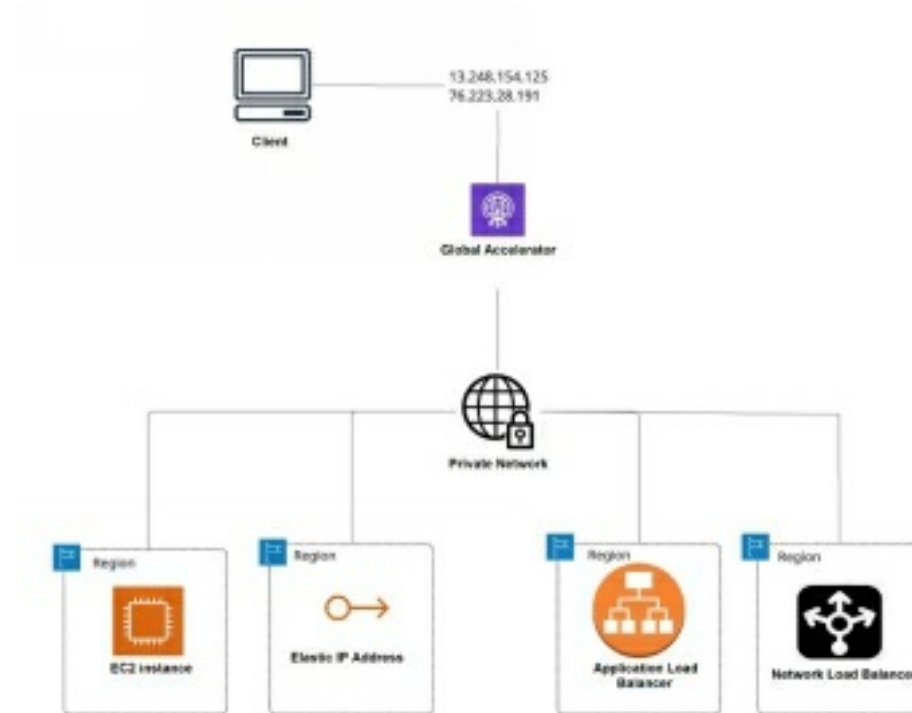 13.248.154.125
76.223.28.191
Client
Global Accelerator
Private Network
Region
Region
Region
Region
EC2 instance
Elastic IP Address
Application Load
Balancer
Network Load Balancer